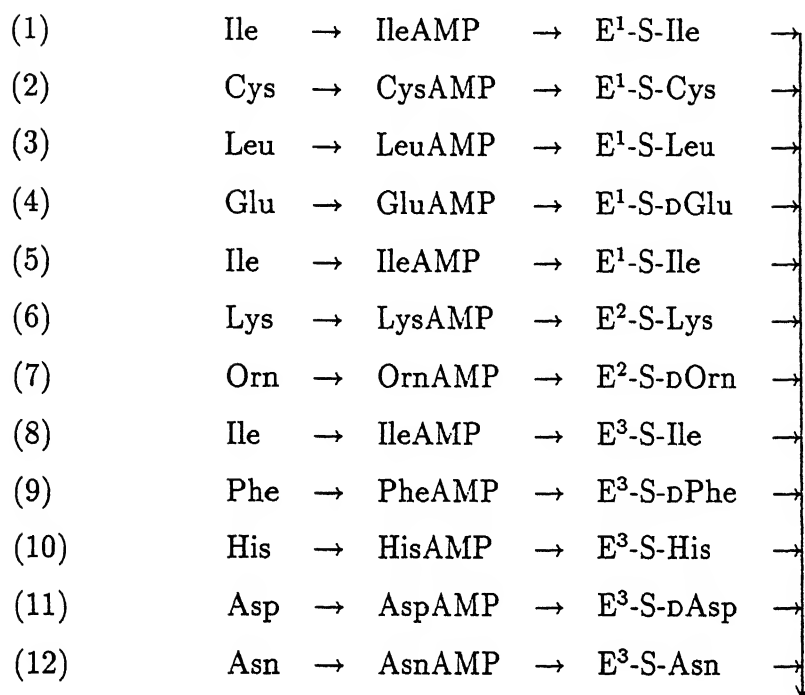 (1) Ile → IleAMP → E¹-S-Ile →
(2) Cys → CysAMP → E¹-S-Cys →
(3) Leu → LeuAMP → E¹-S-Leu →
(4) Glu → GluAMP → E¹-S-DGlu →
(5) Ile → IleAMP → E¹-S-Ile →
(6) Lys → LysAMP → E²-S-Lys →
(7) Orn → OrnAMP → E²-S-DOrn →
(8) Ile → IleAMP → E³-S-Ile →
(9) Phe → PheAMP → E³-S-DPhe →
(10) His → HisAMP → E³-S-His →
(11) Asp → AspAMP → E³-S-DAsp →
(12) Asn → AsnAMP → E³-S-Asn →